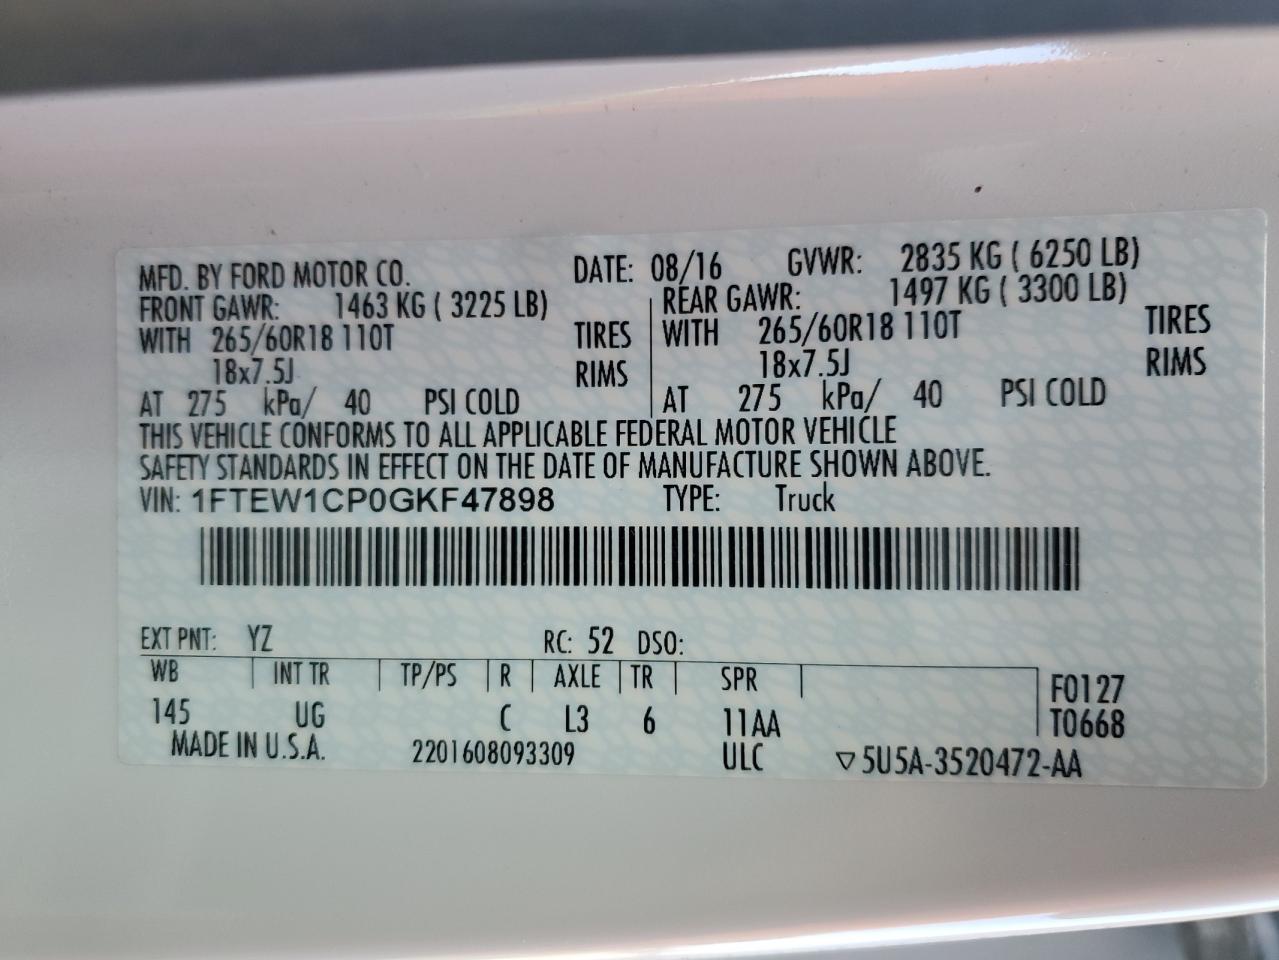 MFD. BY FORD MOTOR CO. DATE: 08/16 GVWR: 2835 KG ( 6250 LB)
FRONT GAWR: 1463 KG ( 3225 LB) REAR GAWR: 1497 KG ( 3300 LB)
WITH 265/60R18 110T TIRES WITH 265/60R18 110T TIRES
18x7.5J RIMS 18x7.5J RIMS
AT 275 kPa/ 40 PSI COLD AT 275 kPa/ 40 PSI COLD
THIS VEHICLE CONFORMS TO ALL APPLICABLE FEDERAL MOTOR VEHICLE
SAFETY STANDARDS IN EFFECT ON THE DATE OF MANUFACTURE SHOWN ABOVE.
VIN: 1FTEW1CP0GKF47898 TYPE: Truck
EXT PNT: YZ RC: 52 DSO:
WB INT TR TP/PS R AXLE TR SPR F0127
145 UG C L3 6 11AA T0668
MADE IN U.S.A. 2201608093309 ULC ▽5U5A-3520472-AA